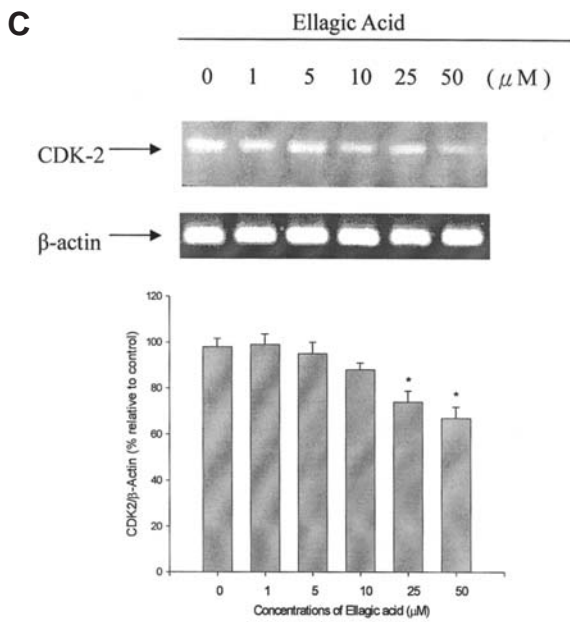 C
Ellagic Acid
0 1 5 10 25 50 (μM)
CDK-2
β-actin
120
100
80
60
40
20
0
CDK2/β-Actin (% relative to control)
* *
0 1 5 10 25 50
Concentrations of Ellagic acid (μM)